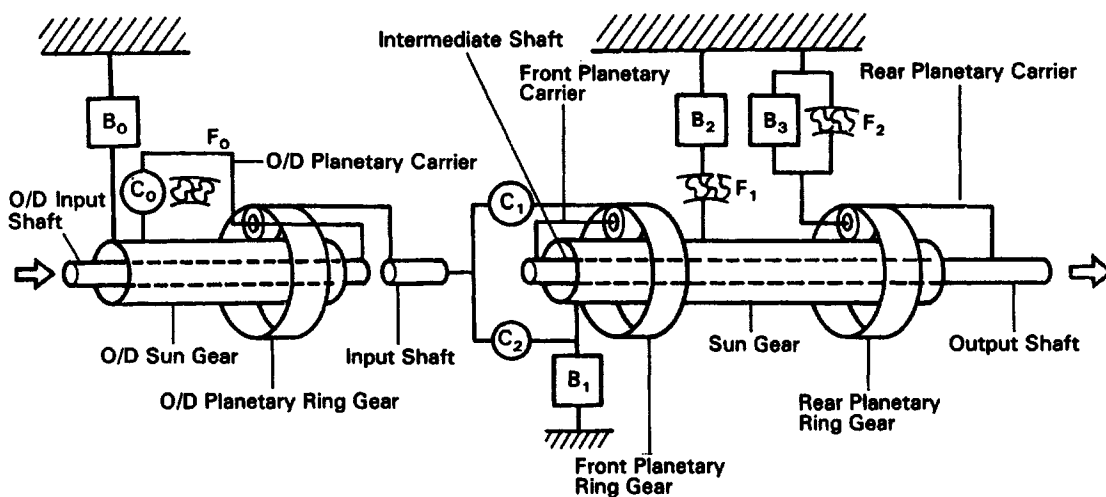 Intermediate Shaft
Front Planetary
Carrier
Rear Planetary Carrier
B₀
F₀
O/D Planetary Carrier
C₀
O/D Input
Shaft
B₂
B₃
F₂
F₁
C₁
O/D Sun Gear
Input Shaft
C₂
Sun Gear
Output Shaft
B₁
O/D Planetary Ring Gear
Rear Planetary
Ring Gear
Front Planetary
Ring Gear